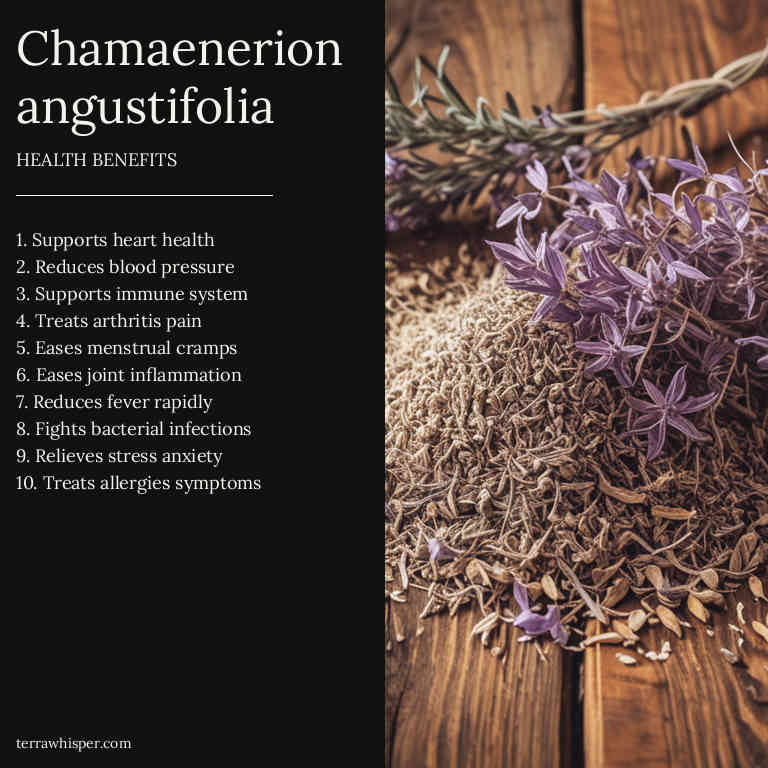 Chamaenerion
angustifolia
HEALTH BENEFITS
1. Supports heart health
2. Reduces blood pressure
3. Supports immune system
4. Treats arthritis pain
5. Eases menstrual cramps
6. Eases joint inflammation
7. Reduces fever rapidly
8. Fights bacterial infections
9. Relieves stress anxiety
10. Treats allergies symptoms
terrawhisper.com